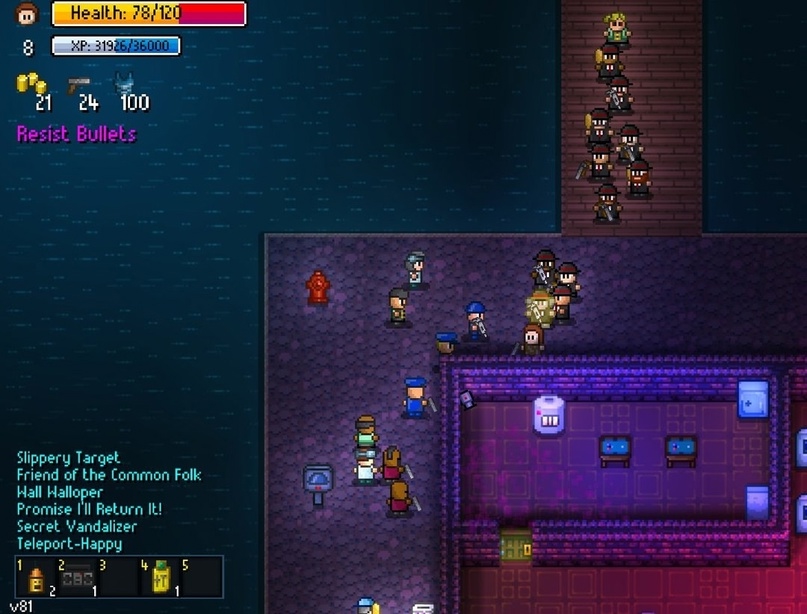 Health: 78/120
8
XP: 31926/36000
21 24 100
Resist Bullets
Slippery Target
Friend of the Common Folk
Wall Walloper
Promise I'll Return It!
Secret Vandalizer
Teleport-Happy
1 2 3 4 5
2 1 1
v81